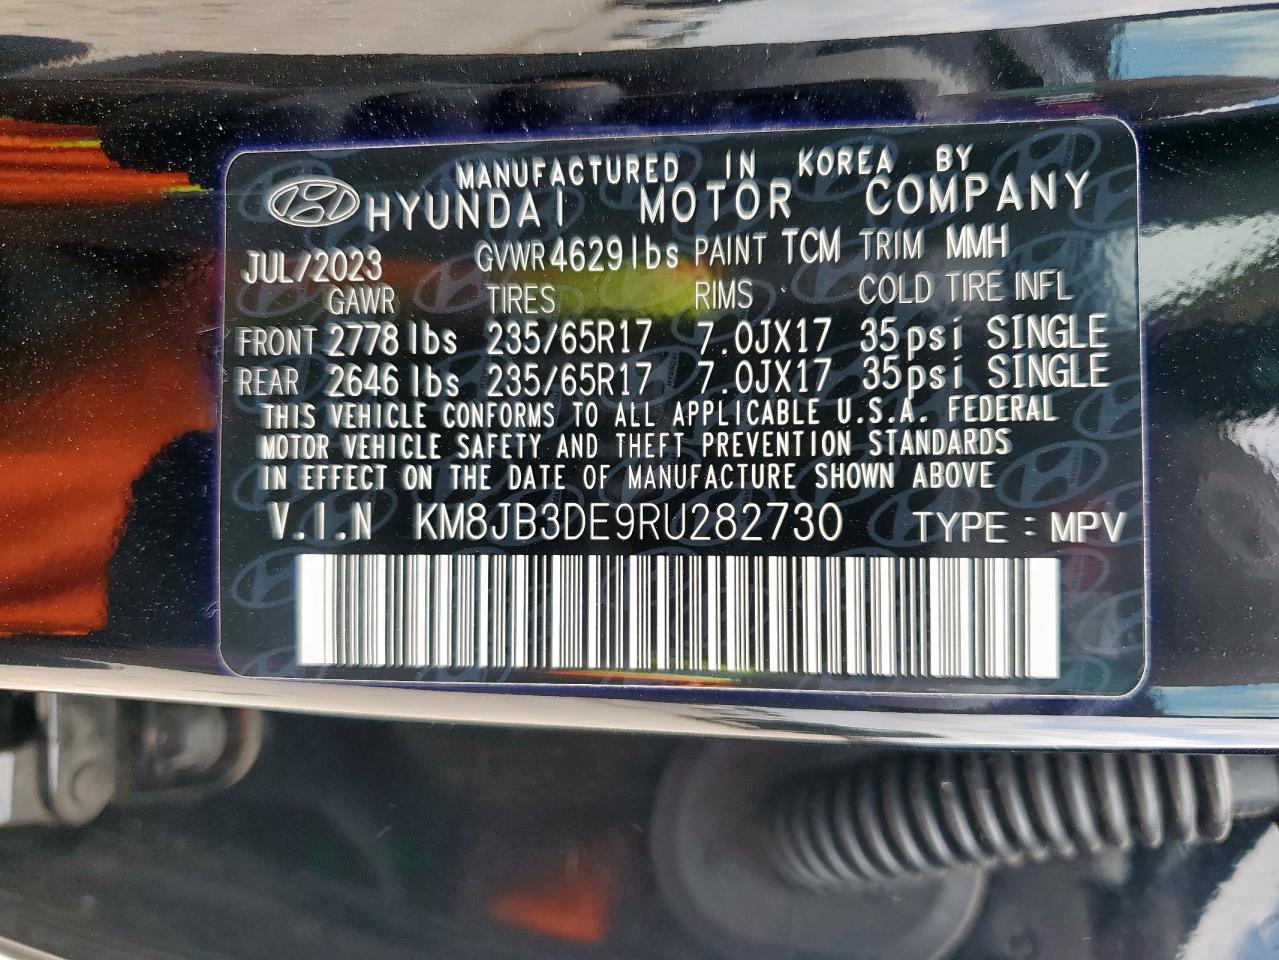 MANUFACTURED IN KOREA BY
HYUNDAI MOTOR COMPANY
JUL/2023 GVWR 4629lbs PAINT TCM TRIM MMH
GAWR TIRES RIMS COLD TIRE INFL
FRONT 2778 lbs 235/65R17 7.0JX17 35psi SINGLE
REAR 2646 lbs 235/65R17 7.0JX17 35psi SINGLE
THIS VEHICLE CONFORMS TO ALL APPLICABLE U.S.A. FEDERAL
MOTOR VEHICLE SAFETY AND THEFT PREVENTION STANDARDS
IN EFFECT ON THE DATE OF MANUFACTURE SHOWN ABOVE
V.I.N KM8JB3DE9RU282730 TYPE : MPV